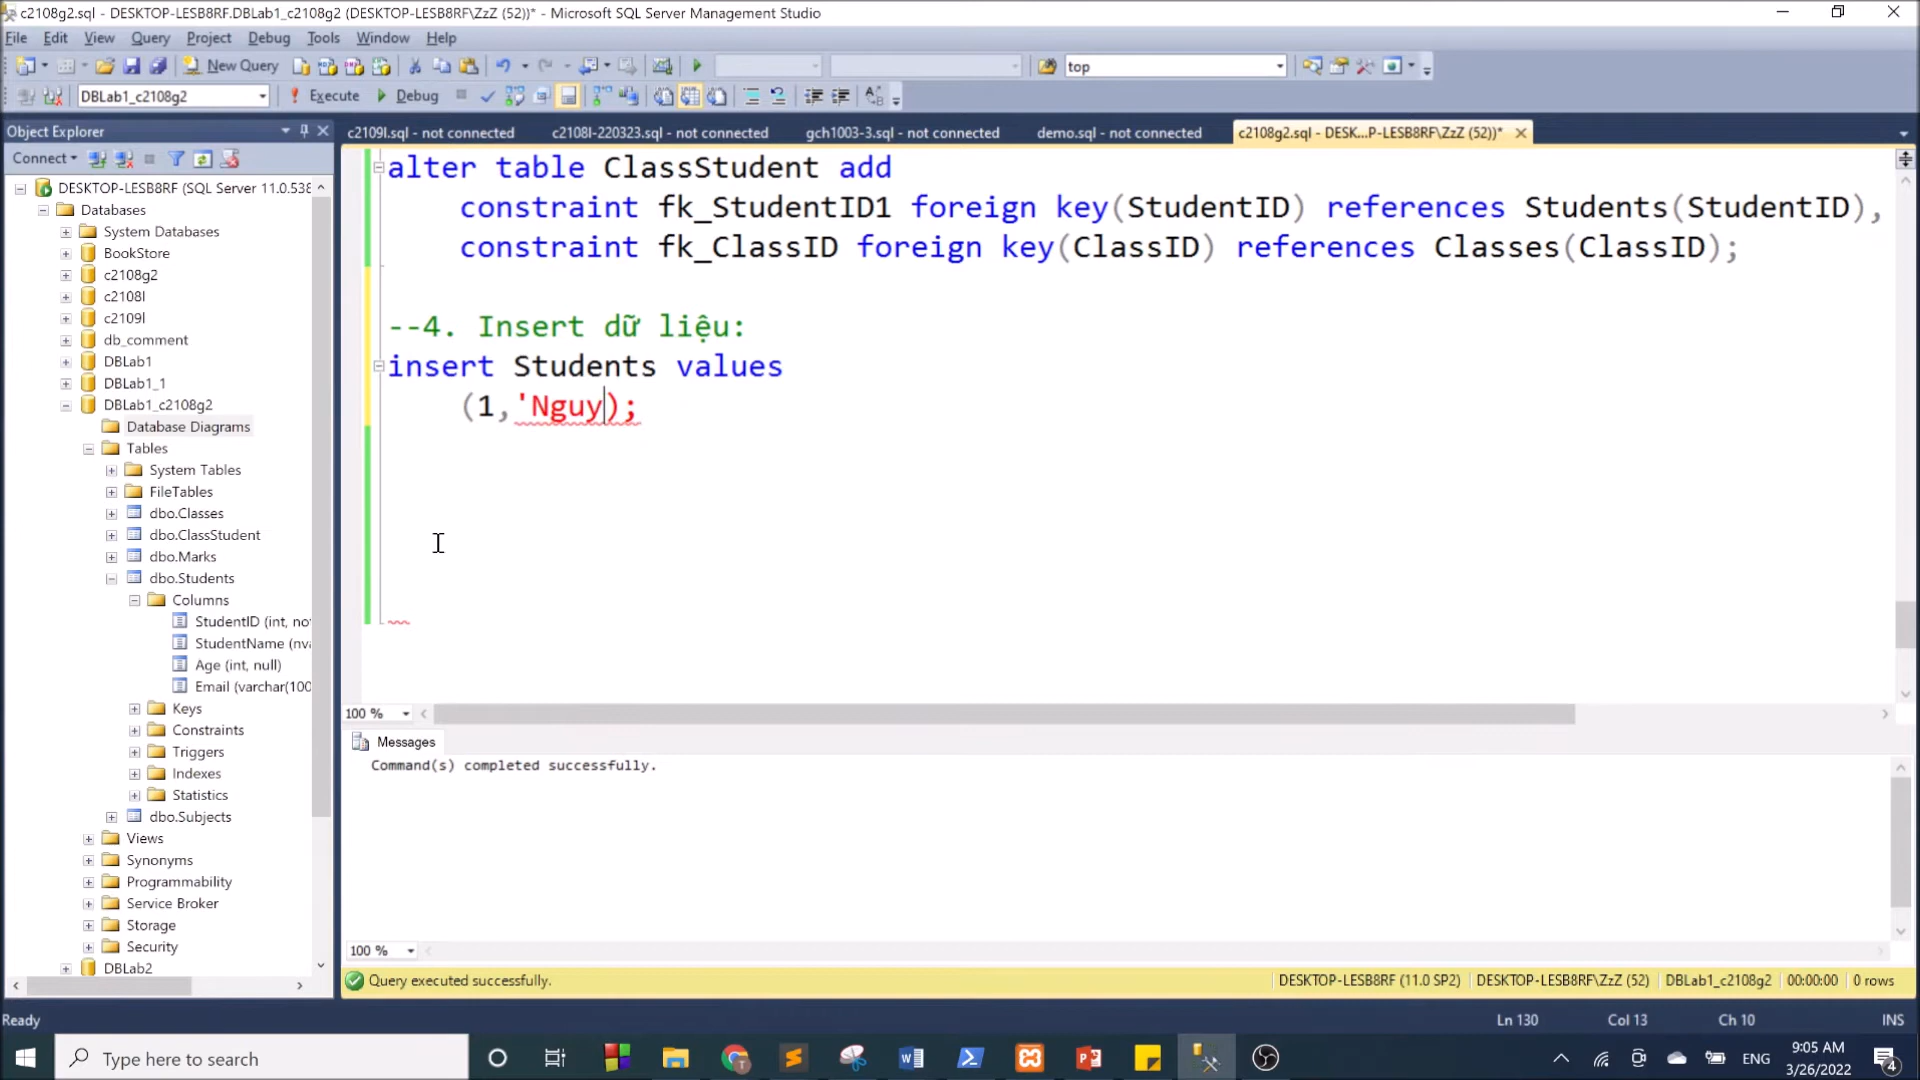 c2108g2.sql - DESKTOP-LESB8RF.DBLab1_c2108g2 (DESKTOP-LESB8RF\ZzZ (52))* - Microsoft SQL Server Management Studio
File Edit View Query Project Debug Tools Window Help
New Query top
DBLab1_c2108g2 Execute Debug
Object Explorer
Connect
DESKTOP-LESB8RF (SQL Server 11.0.538
Databases
System Databases
BookStore
c2108g2
c2108l
c2109l
db_comment
DBLab1
DBLab1_1
DBLab1_c2108g2
Database Diagrams
Tables
System Tables
FileTables
dbo.Classes
dbo.ClassStudent
dbo.Marks
dbo.Students
Columns
StudentID (int, no
StudentName (nva
Age (int, null)
Email (varchar(100
Keys
Constraints
Triggers
Indexes
Statistics
dbo.Subjects
Views
Synonyms
Programmability
Service Broker
Storage
Security
DBLab2
c2109l.sql - not connected c2108l-220323.sql - not connected gch1003-3.sql - not connected demo.sql - not connected c2108g2.sql - DESK...P-LESB8RF\ZzZ (52))*
alter table ClassStudent add
constraint fk_StudentID1 foreign key(StudentID) references Students(StudentID),
constraint fk_ClassID foreign key(ClassID) references Classes(ClassID);
--4. Insert dữ liệu:
insert Students values
(1,'Nguy);
100 %
Messages
Command(s) completed successfully.
100 %
Query executed successfully. DESKTOP-LESB8RF (11.0 SP2) DESKTOP-LESB8RF\ZzZ (52) DBLab1_c2108g2 00:00:00 0 rows
Ready Ln 130 Col 13 Ch 10 INS
Type here to search ENG 9:05 AM
3/26/2022 4